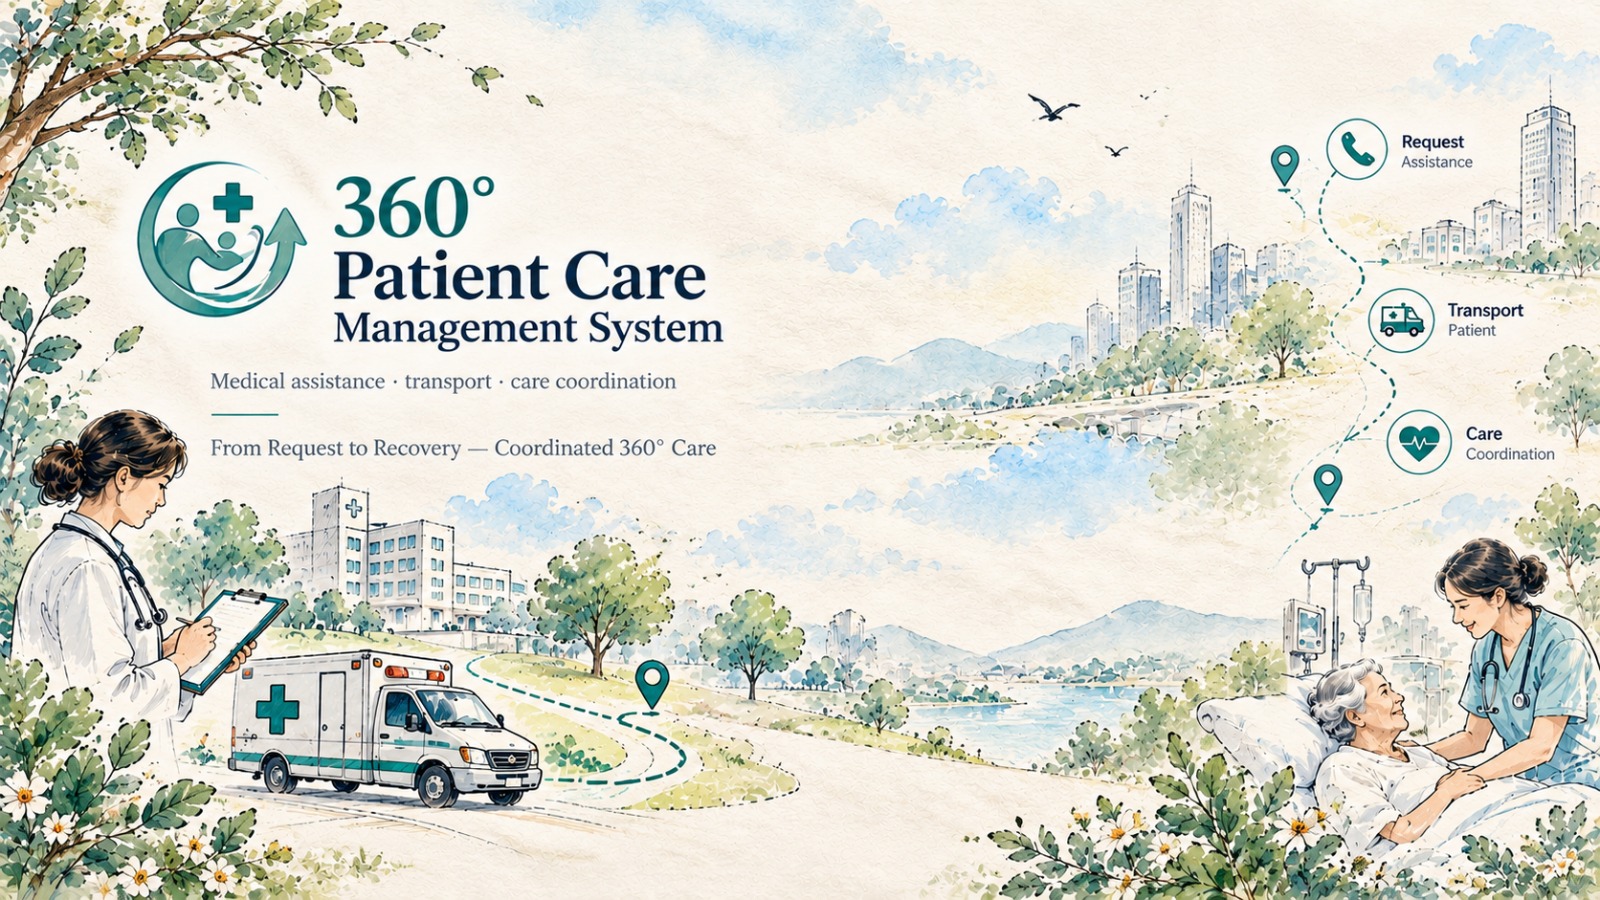 360°
Patient Care
Management System
Medical assistance · transport · care coordination
From Request to Recovery — Coordinated 360° Care
Request
Assistance
Transport
Patient
Care
Coordination